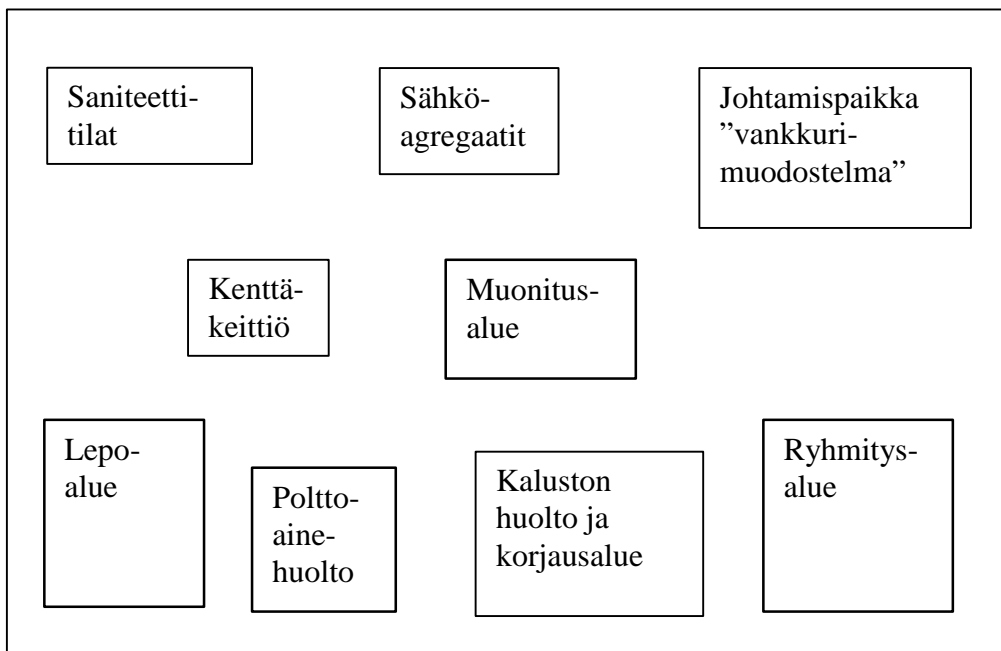 Saniteetti-
tilat
Sähkö-
agregaatit
Johtamispaikka
”vankkuri-
muodostelma”
Kenttä-
keittiö
Muonitus-
alue
Lepo-
alue
Poltto-
aine-
huolto
Kaluston
huolto ja
korjausalue
Ryhmitys-
alue